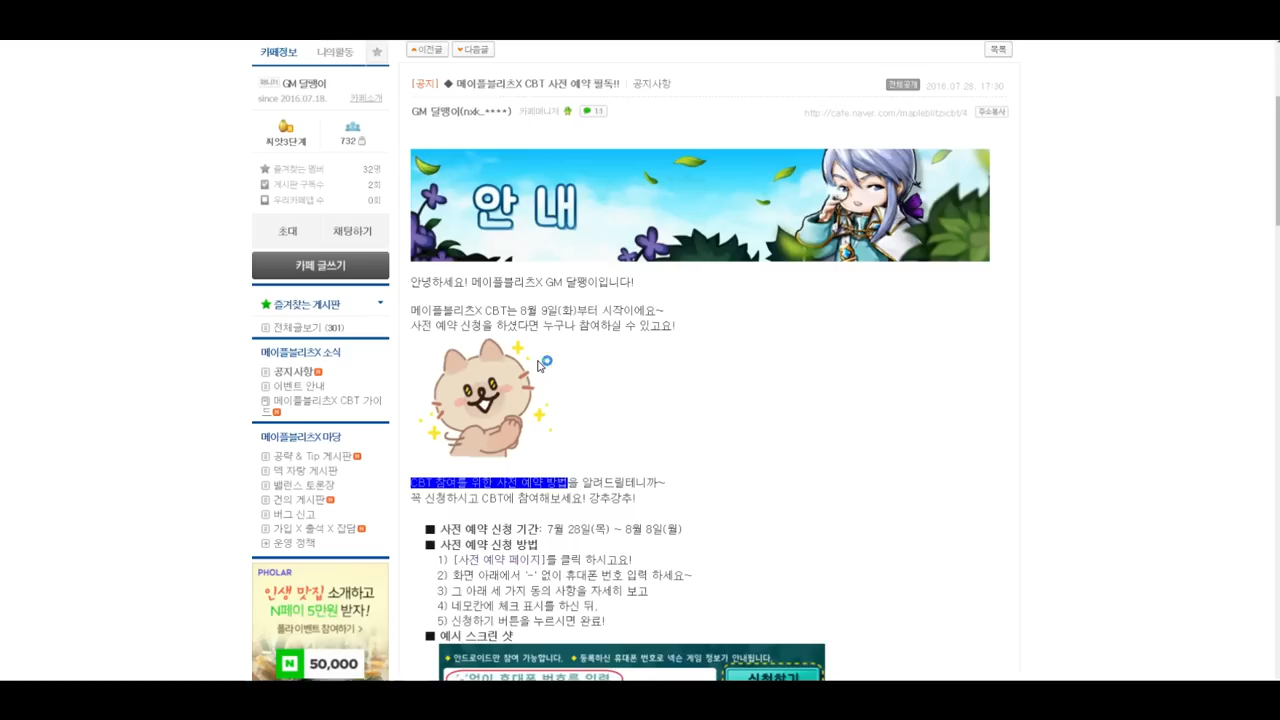 카페정보
나의활동
매니저 GM 달팽이
since 2016.07.18.
카페소개
씨앗3단계
732
즐겨찾는 멤버 32명
게시판 구독수 2회
우리카페앱 수 0회
초대
채팅하기
카페 글쓰기
즐겨찾는 게시판
전체글보기 (301)
메이플블리츠X 소식
공지사항
이벤트 안내
메이플블리츠X CBT 가이
드
메이플블리츠X 마당
공략 & Tip 게시판
덱 자랑 게시판
밸런스 토론장
건의 게시판
버그 신고
가입 X 출석 X 잡담
운영 정책
PHOLAR
인생 맛집 소개하고
N페이 5만원 받자!
폴라 이벤트 참여하기 >
N 50,000
이전글
다음글
목록
[공지] ◆ 메이플블리츠X CBT 사전 예약 필독!! | 공지사항
전체공개 2016.07.28. 17:30
GM 달팽이(nxk_****) 카페매니저
11
http://cafe.naver.com/mapleblitzxcbt/4
주소복사
안내
안녕하세요! 메이플블리츠X GM 달팽이입니다!
메이플블리츠X CBT는 8월 9일(화)부터 시작이에요~
사전 예약 신청을 하셨다면 누구나 참여하실 수 있고요!
CBT 참여를 위한 사전 예약 방법을 알려드릴테니까~
꼭 신청하시고 CBT에 참여해보세요! 강추강추!
■ 사전 예약 신청 기간: 7월 28일(목) ~ 8월 8일(월)
■ 사전 예약 신청 방법
1) [사전 예약 페이지]를 클릭 하시고요!
2) 화면 아래에서 '-' 없이 휴대폰 번호 입력 하세요~
3) 그 아래 세 가지 동의 사항을 자세히 보고
4) 네모칸에 체크 표시를 하신 뒤,
5) 신청하기 버튼을 누르시면 완료!
■ 예시 스크린 샷
안드로이드만 참여 가능합니다.
등록하신 휴대폰 번호로 넥슨 게임 정보가 안내됩니다.
'-'없이 휴대폰 번호를 입력
신청하기